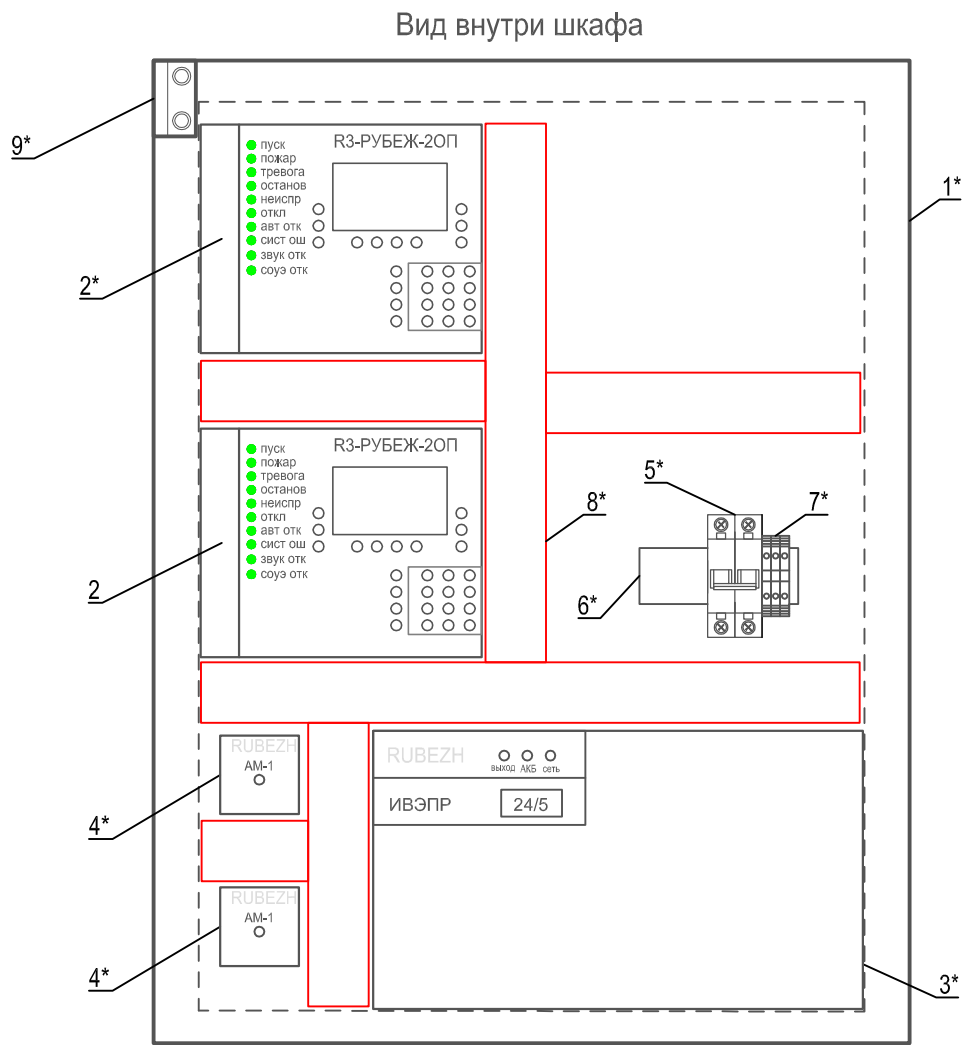 Вид внутри шкафа
9*
1*
R3-РУБЕЖ-2ОП
пуск
пожар
тревога
останов
неиспр
откл
авт отк
сист ош
звук отк
соуэ отк
2*
R3-РУБЕЖ-2ОП
пуск
пожар
тревога
останов
неиспр
откл
авт отк
сист ош
звук отк
соуэ отк
2
8*
5*
7*
6*
RUBEZH
АМ-1
4*
RUBEZH
выход АКБ сеть
ИВЭПР 24/5
RUBEZH
АМ-1
4*
3*